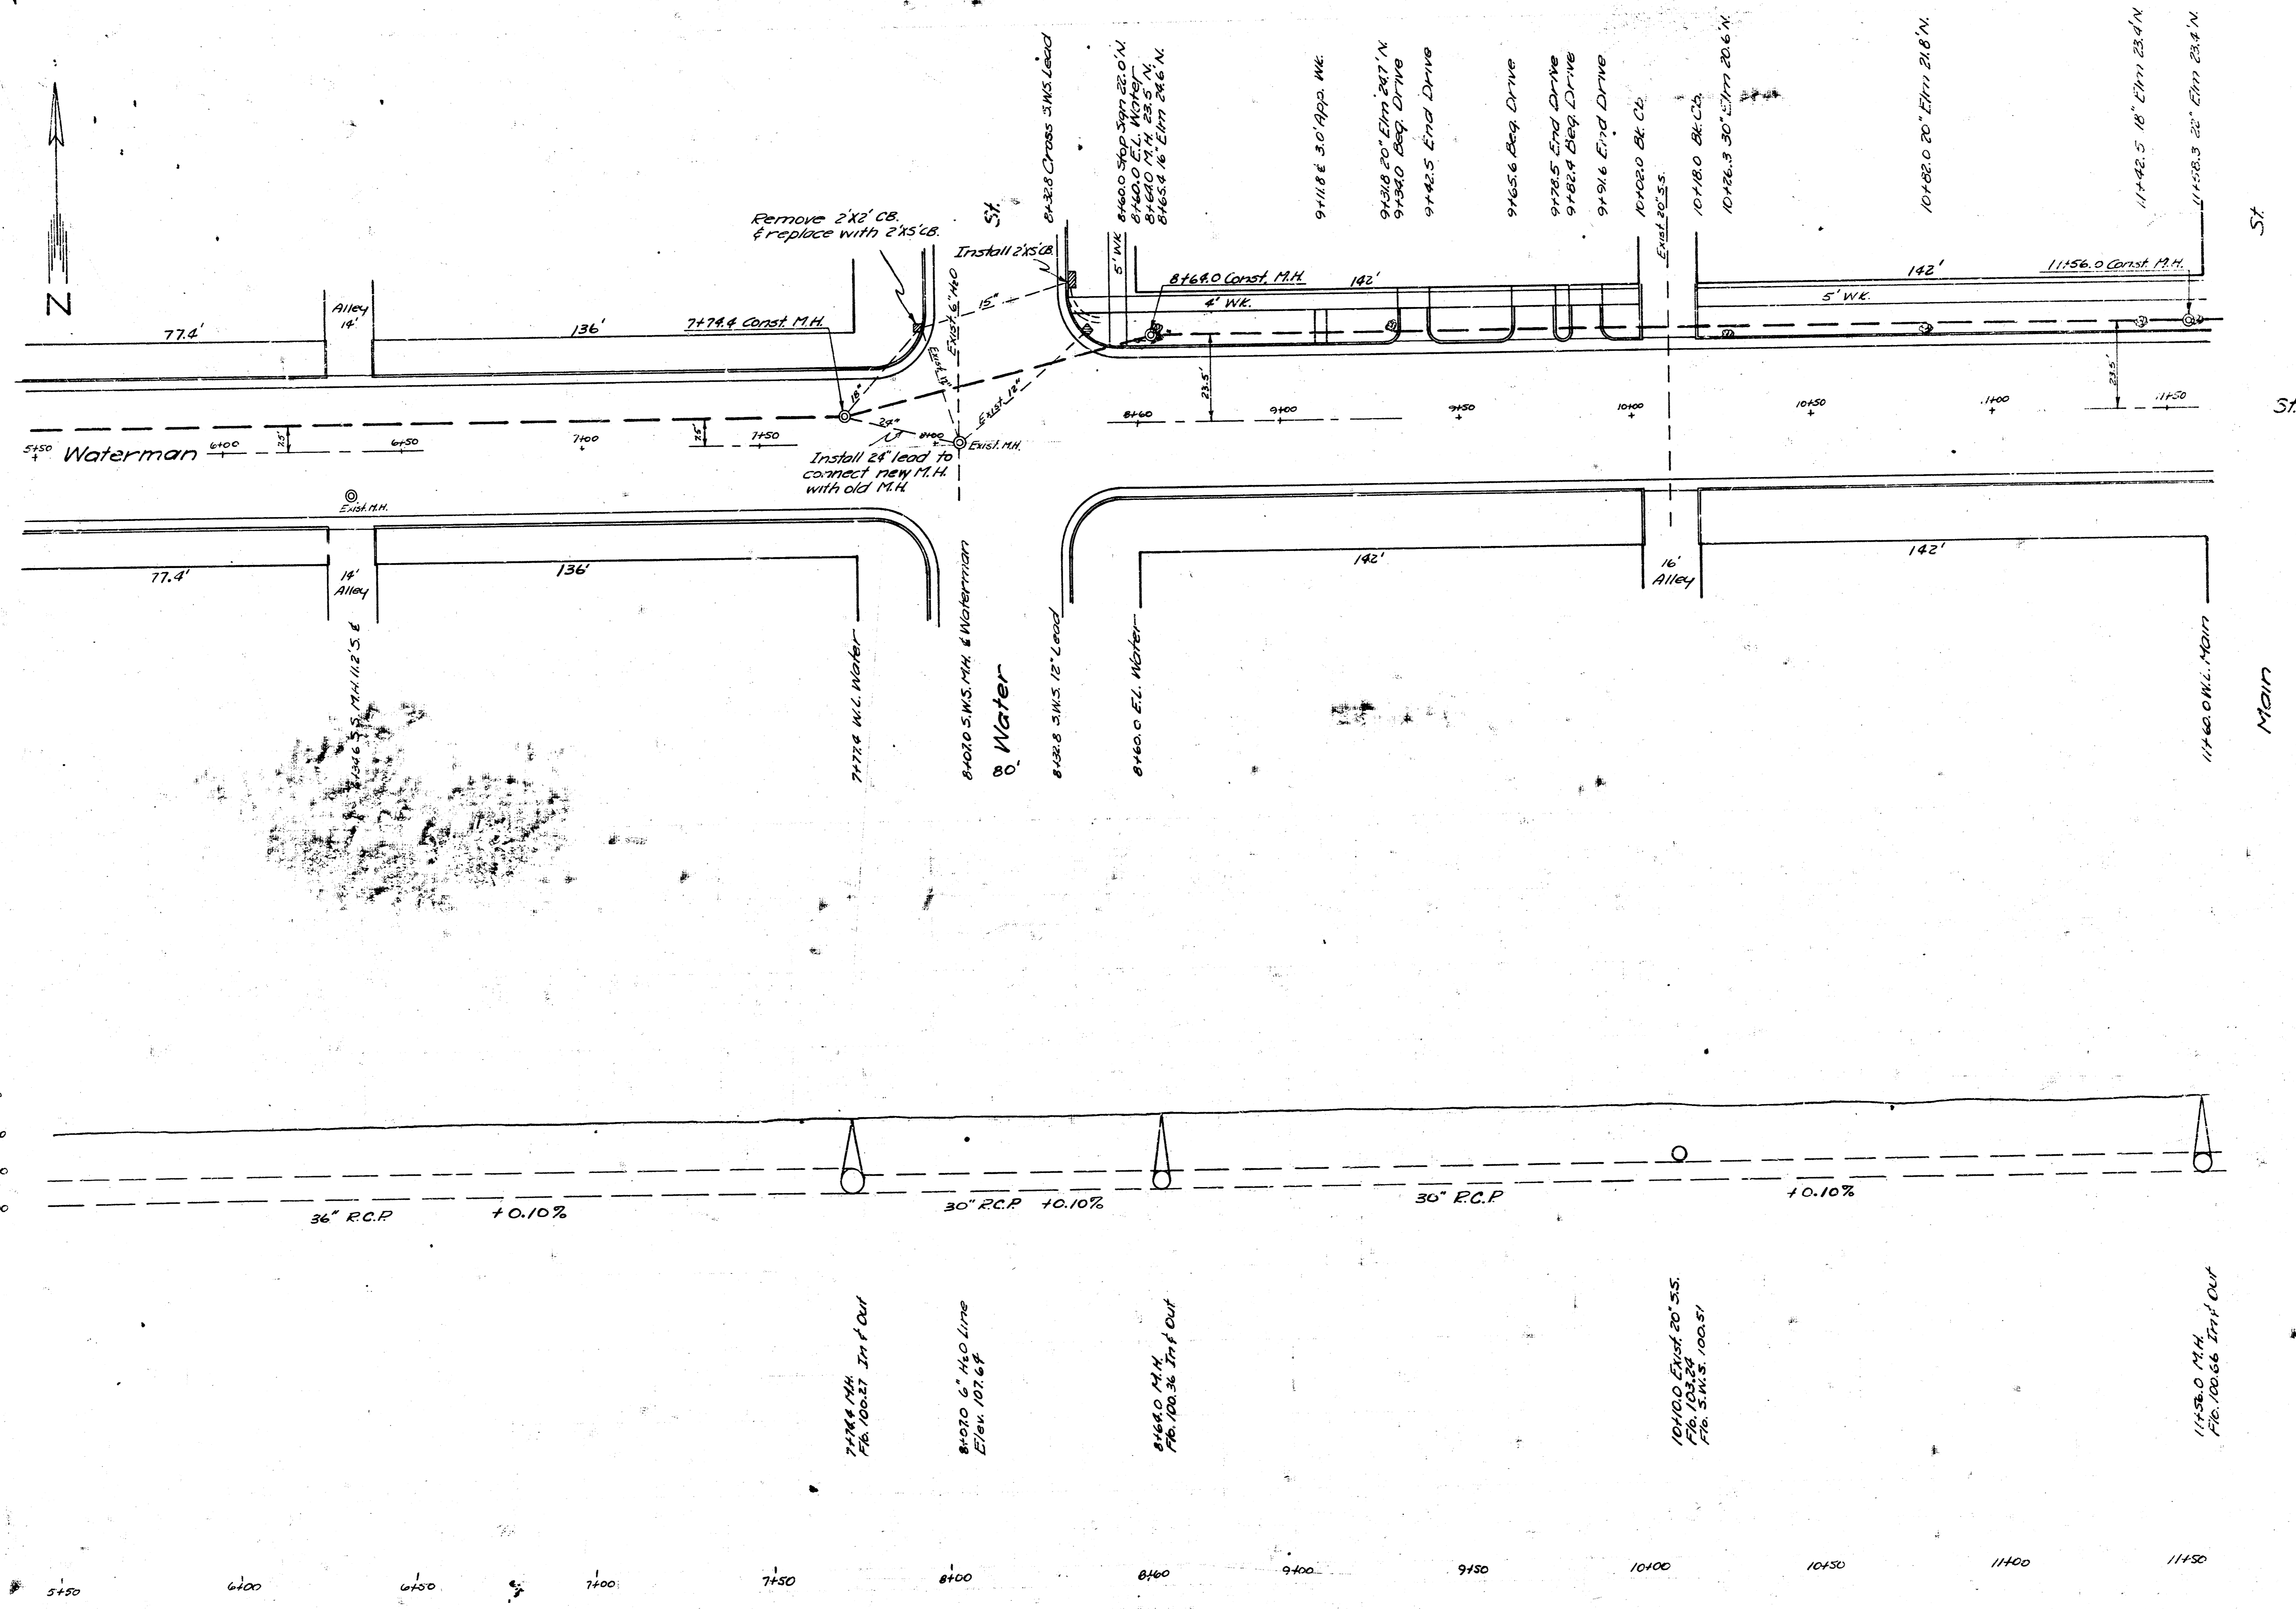 8+32.8 Cross S.W.S. Lead
8+60.0 Stop Sign 22.0' N.
8+60.0 E.L. Water
8+64.0 M.H. 23.5' N.
8+65.4 16" Elm 24.6' N.
9+11.8 ℄ 3.0' App. Wk.
9+31.8 20" Elm 24.7' N.
9+34.0 Beg. Drive
9+42.5 End Drive
9+65.6 Beg. Drive
9+78.5 End Drive
9+82.4 Beg. Drive
9+91.6 End Drive
10+02.0 Bk. Cb.
Exist. 20" S.S.
10+18.0 Bk. Cb.
10+26.3 30" Elm 20.6' N.
10+82.0 20" Elm 21.8' N.
11+42.5 18" Elm 23.4' N.
11+58.3 22" Elm 23.4' N.
St.
N
Remove 2'X2' CB.
& replace with 2'X5' CB.
St.
Install 2'X5' CB.
5' WK
Alley
14'
77.4'
136'
7+74.4 Const. M.H.
Exist. 6" H2O
15"
8+64.0 Const. M.H.
142'
4' WK.
142'
5' WK.
11+56.0 Const. M.H.
18"
Exist. 12"
24"
23.5'
23.5'
St.
5+50
Waterman
6+00
7.5'
6+50
7+00
7.5'
7+50
8+00
Exist. M.H.
8+60
9+00
9+50
10+00
10+50
11+00
11+50
Install 24" lead to
connect new M.H.
with old M.H.
Exist. M.H.
77.4'
14'
Alley
136'
142'
16'
Alley
142'
S.S. M.H. 11.2' S. ℄
7+77.4 W.L. Water
8+07.0 S.W.S. M.H. ℄ Waterman
80' Water
8+32.8 S.W.S. 12" Lead
8+60.0 E.L. Water
11+60.0 W.L. Main
Main
36" R.C.P. +0.10%
30" R.C.P. +0.10%
30" R.C.P. +0.10%
7+74.4 M.H.
Flo. 100.27 In & Out
8+07.0 6" H2O Line
Elev. 107.64
8+64.0 M.H.
Flo. 100.36 In & Out
10+10.0 Exist. 20" S.S.
Flo. 103.24
Flo. S.W.S. 100.51
11+56.0 M.H.
Flo. 100.66 In & Out
5+50
6+00
6+50
7+00
7+50
8+00
8+60
9+00
9+50
10+00
10+50
11+00
11+50